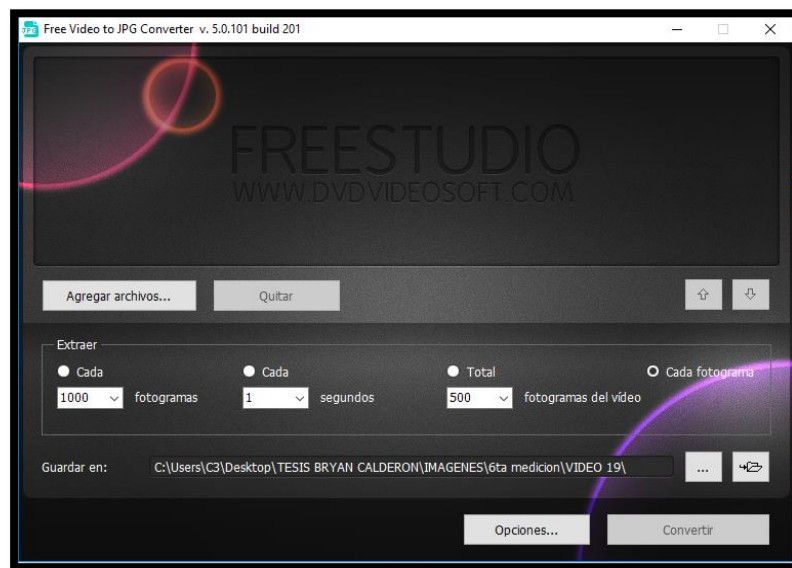 JPG Free Video to JPG Converter v. 5.0.101 build 201
FREESTUDIO
WWW.DVDVIDEOSOFT.COM
Agregar archivos...
Quitar
Extraer
Cada
Cada
Total
Cada fotograma
1000 fotogramas
1 segundos
500 fotogramas del vídeo
Guardar en: C:\Users\C3\Desktop\TESIS BRYAN CALDERON\IMAGENES\6ta medicion\VIDEO 19\ ...
Opciones...
Convertir